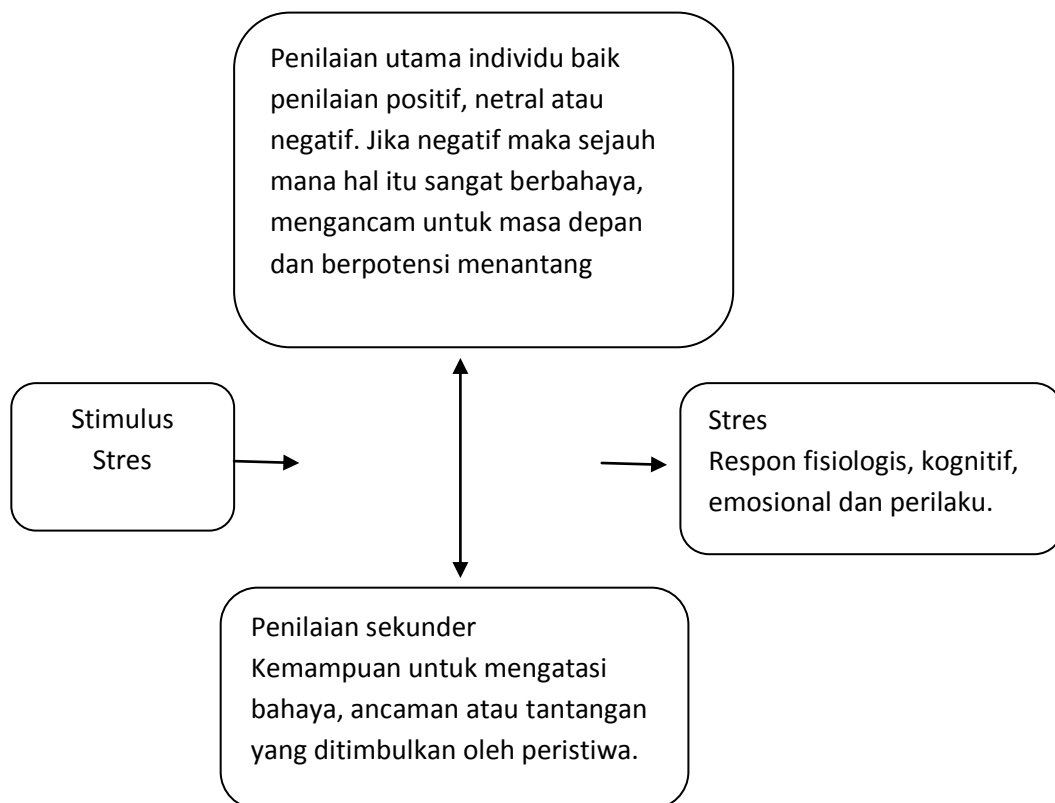 Penilaian utama individu baik
penilaian positif, netral atau
negatif. Jika negatif maka sejauh
mana hal itu sangat berbahaya,
mengancam untuk masa depan
dan berpotensi menantang
Stimulus
Stres
Stres
Respon fisiologis, kognitif,
emosional dan perilaku.
Penilaian sekunder
Kemampuan untuk mengatasi
bahaya, ancaman atau tantangan
yang ditimbulkan oleh peristiwa.